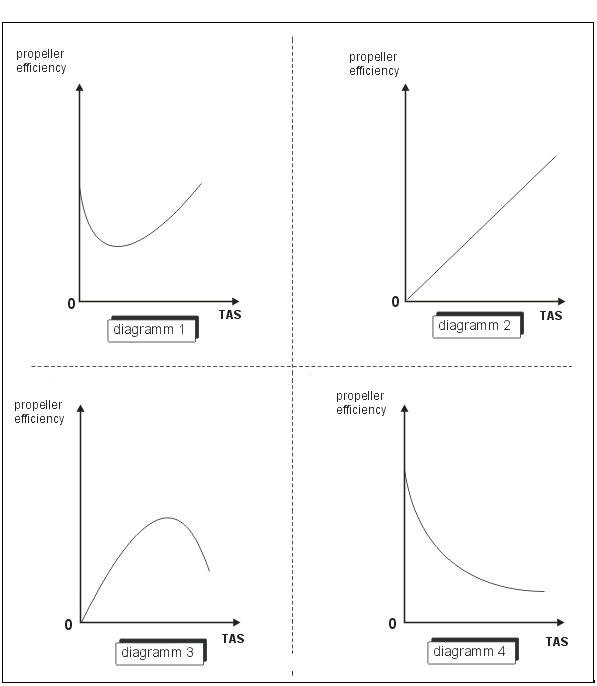 propeller
efficiency
0
TAS
diagramm 1
propeller
efficiency
0
TAS
diagramm 2
propeller
efficiency
0
TAS
diagramm 3
propeller
efficiency
0
TAS
diagramm 4